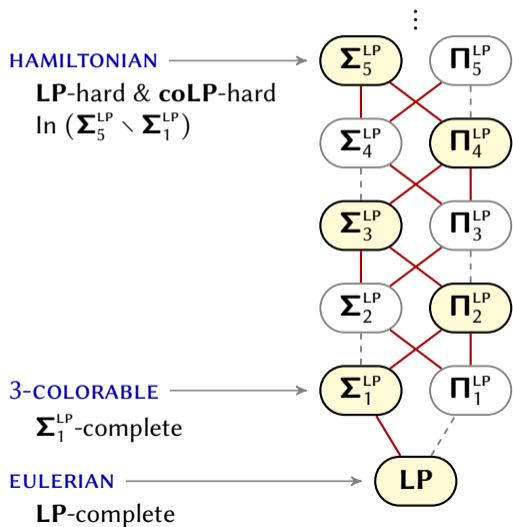 ⋮
HAMILTONIAN Σ₅ᴸᴾ Π₅ᴸᴾ
LP-hard & coLP-hard
In (Σ₅ᴸᴾ ∖ Σ₁ᴸᴾ)
Σ₄ᴸᴾ Π₄ᴸᴾ
Σ₃ᴸᴾ Π₃ᴸᴾ
Σ₂ᴸᴾ Π₂ᴸᴾ
3-COLORABLE Σ₁ᴸᴾ Π₁ᴸᴾ
Σ₁ᴸᴾ-complete
EULERIAN LP
LP-complete